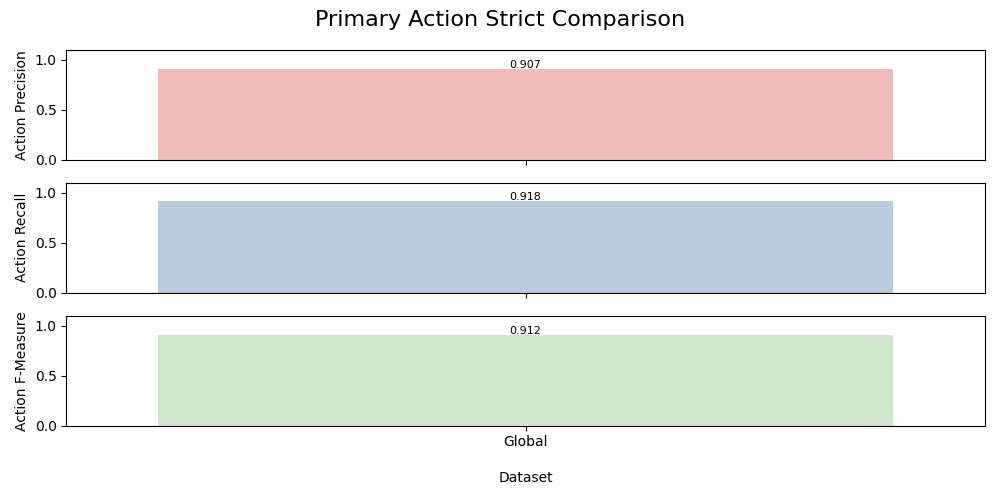 Primary Action Strict Comparison
Action Precision
1.0
0.5
0.0
0.907
Action Recall
1.0
0.5
0.0
0.918
Action F-Measure
1.0
0.5
0.0
0.912
Global
Dataset